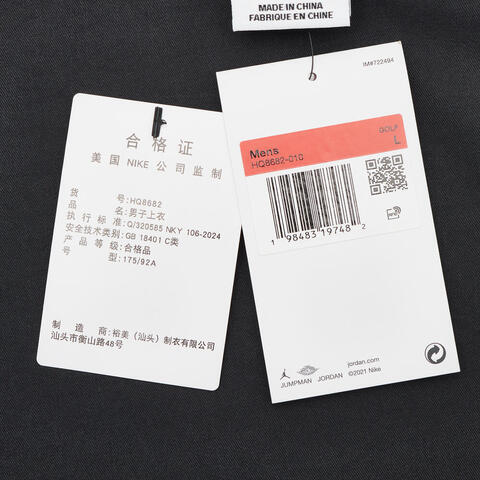 MADE IN CHINA
FABRIQUE EN CHINE
IM#722494
Mens
GOLF
HQ8682-010
L
1 98483 19748 2
JUMPMAN
JORDAN
jordan.com
©2021 Nike
合格证
美国 NIKE 公司监制
货号:HQ8682
品名:男子上衣
执行标准:Q/320585 NKY 106-2024
安全技术类别:GB 18401 C类
产品等级:合格品
号型:175/92A
制造商:裕美（汕头）制衣有限公司
汕头市衡山路48号